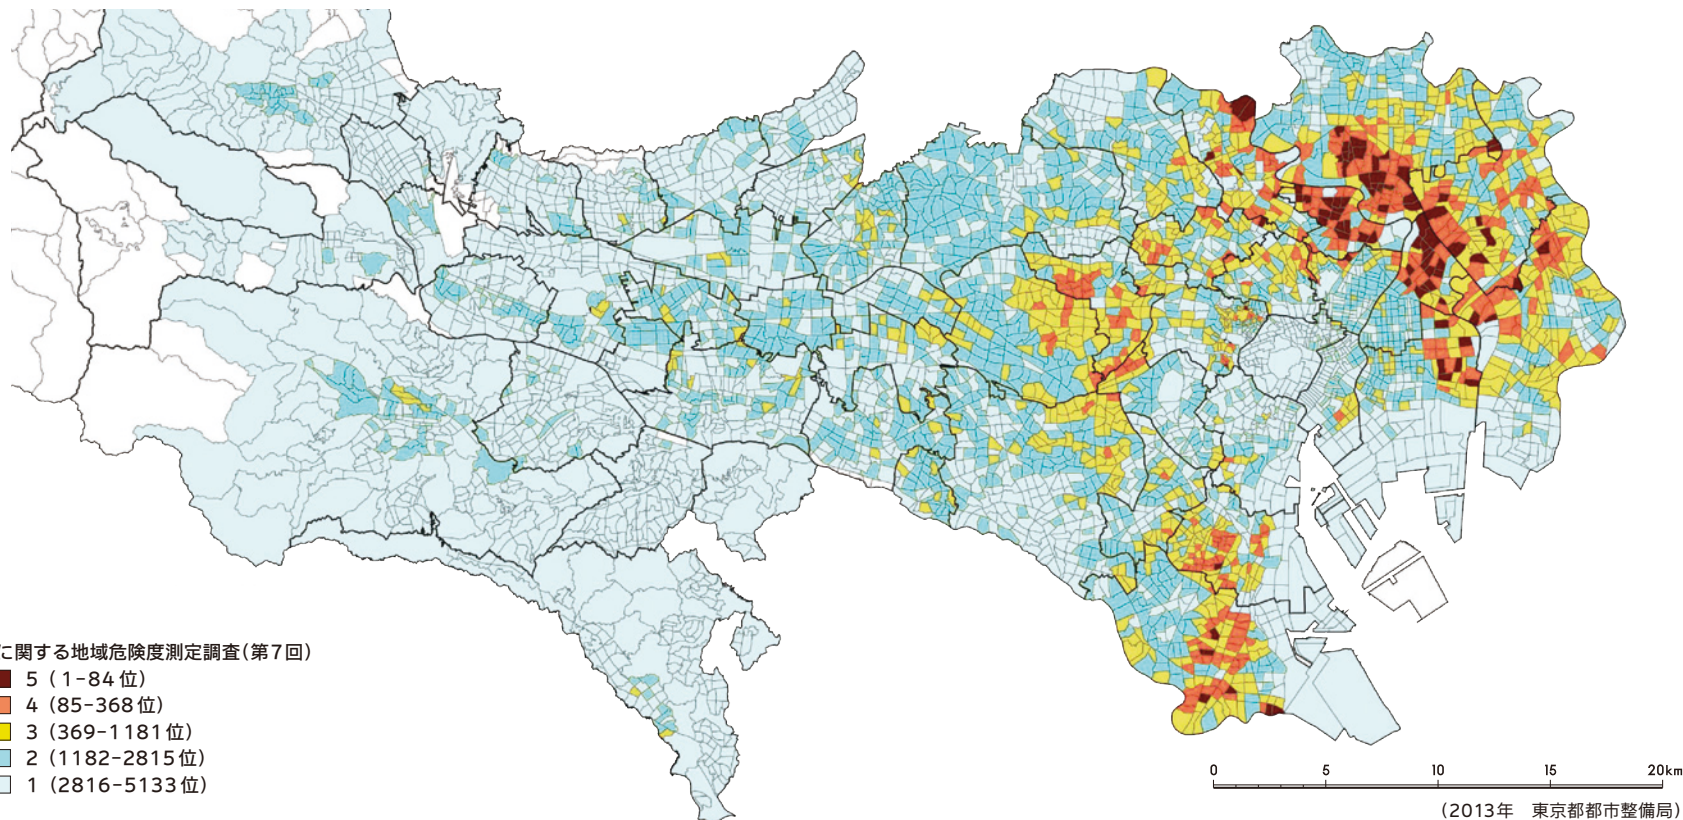 に関する地域危険度測定調査(第7回)
5(1-84位)
4(85-368位)
3(369-1181位)
2(1182-2815位)
1(2816-5133位)
0 5 10 15 20km
(2013年 東京都都市整備局)